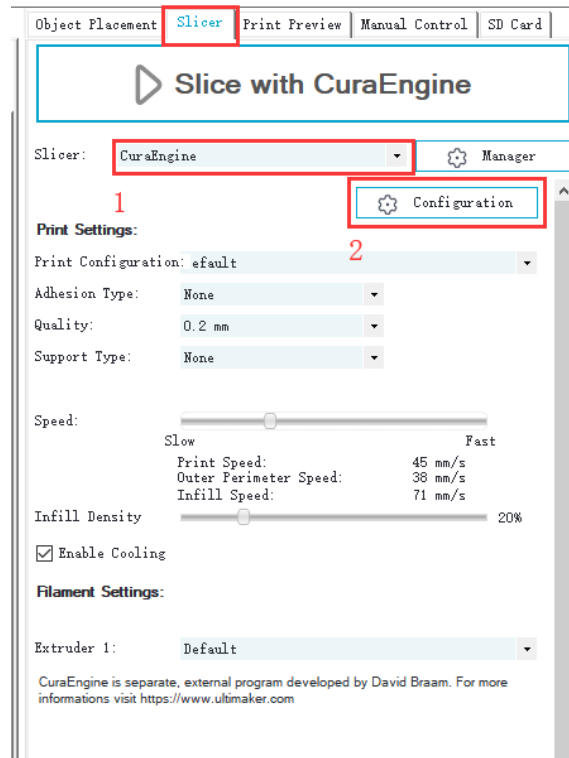 Object Placement Slicer Print Preview Manual Control SD Card
Slice with CuraEngine
Slicer: CuraEngine Manager
1 Configuration
Print Settings: 2
Print Configuration: efault
Adhesion Type: None
Quality: 0.2 mm
Support Type: None
Speed:
Slow Fast
Print Speed: 45 mm/s
Outer Perimeter Speed: 38 mm/s
Infill Speed: 71 mm/s
Infill Density 20%
Enable Cooling
Filament Settings:
Extruder 1: Default
CuraEngine is separate, external program developed by David Braam. For more
informations visit https://www.ultimaker.com